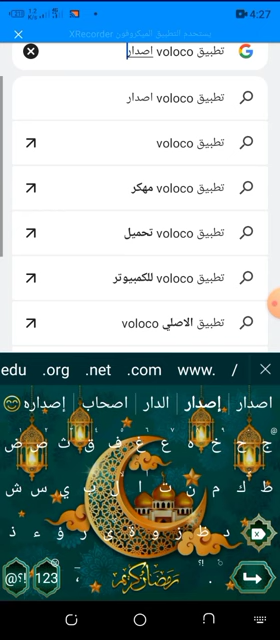 4:27
يستخدم التطبيق الميكروفون XRecorder
تطبيق voloco اصدار
تطبيق voloco اصدار
تطبيق voloco
تطبيق voloco مهكر
تطبيق voloco تحميل
تطبيق voloco للكمبيوتر
تطبيق الاصلي voloco
edu .org .net .com www. /
اصدار إصدار الدار اصحاب إصداره
ج ح خ ه ع غ ف ق ث ص ض
ط ك م ن ت ا ل ب ي س ش
د ظ ز و ة ى ر ؤ ء ذ
@!؟ 123 ، رمضان كريم .